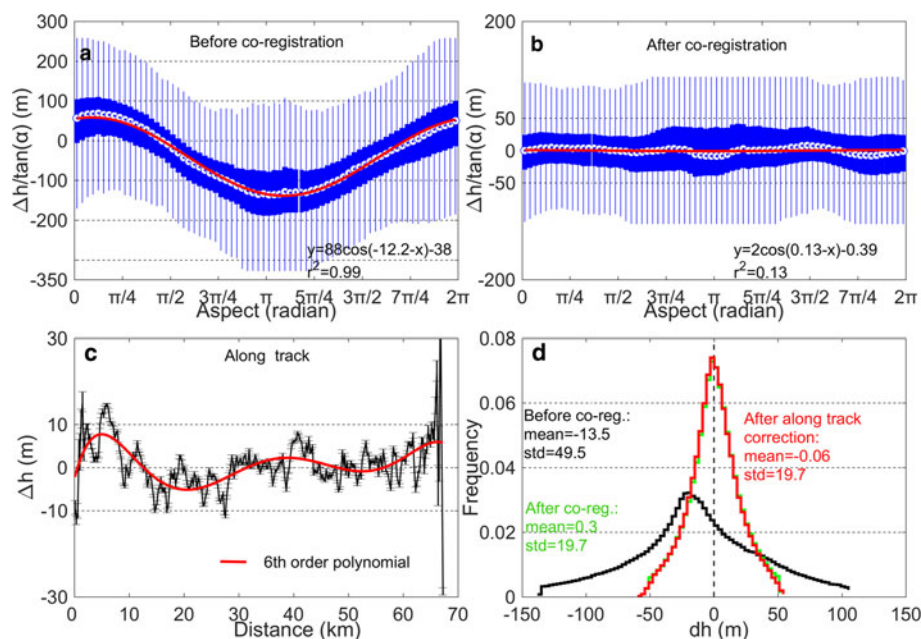 a
Before co-registration
Δh/tan(α) (m)
300
200
100
0
-100
-200
-350
y=88cos(-12.2-x)-38
r²=0.99
0 π/4 π/2 3π/4 π 5π/4 3π/2 7π/4 2π
Aspect (radian)
b
After co-registration
Δh/tan(α) (m)
200
50
0
-50
-200
y=2cos(0.13-x)-0.39
r²=0.13
0 π/4 π/2 3π/4 π 5π/4 3π/2 7π/4 2π
Aspect (radian)
c
Along track
Δh (m)
30
10
0
-10
-30
6th order polynomial
0 10 20 30 40 50 60 70
Distance (km)
d
Frequency
0.08
0.06
0.04
0.02
0
Before co-reg.:
mean=-13.5
std=49.5
After along track
correction:
mean=-0.06
std=19.7
After co-reg.:
mean=0.3
std=19.7
-150 -100 -50 0 50 100 150
dh (m)